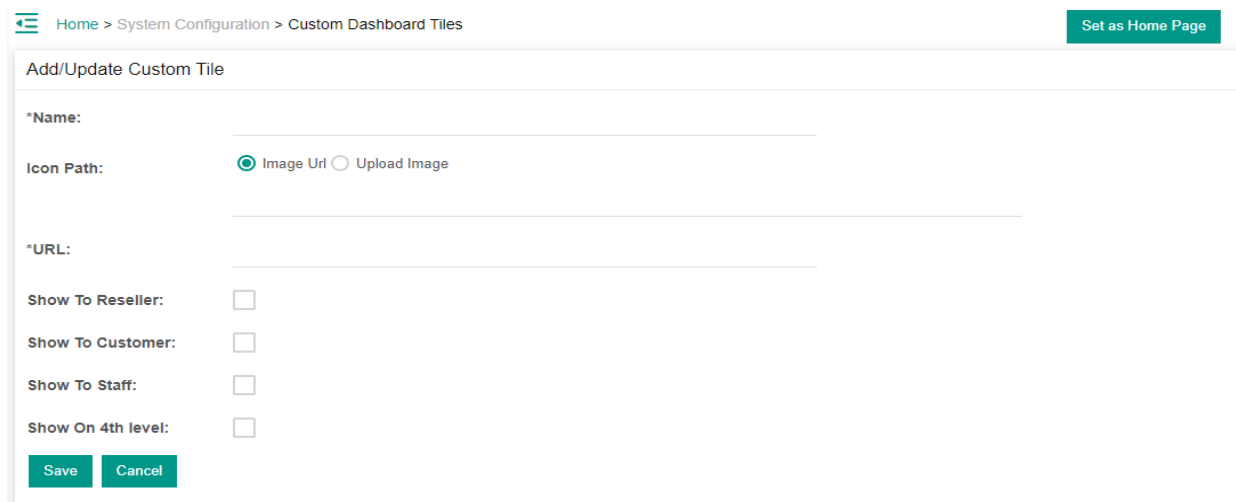 Home > System Configuration > Custom Dashboard Tiles
Set as Home Page
Add/Update Custom Tile
*Name:
Icon Path:
Image Url Upload Image
*URL:
Show To Reseller:
Show To Customer:
Show To Staff:
Show On 4th level:
Save Cancel